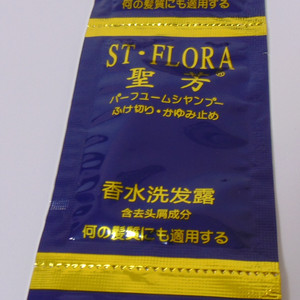 何の髪質にも適用する
ST·FLORA
聖芳®
パーフユームシャンプー
ふけ切り·かゆみ止め
香水洗发露
含去头屑成分
何の髪質にも適用する